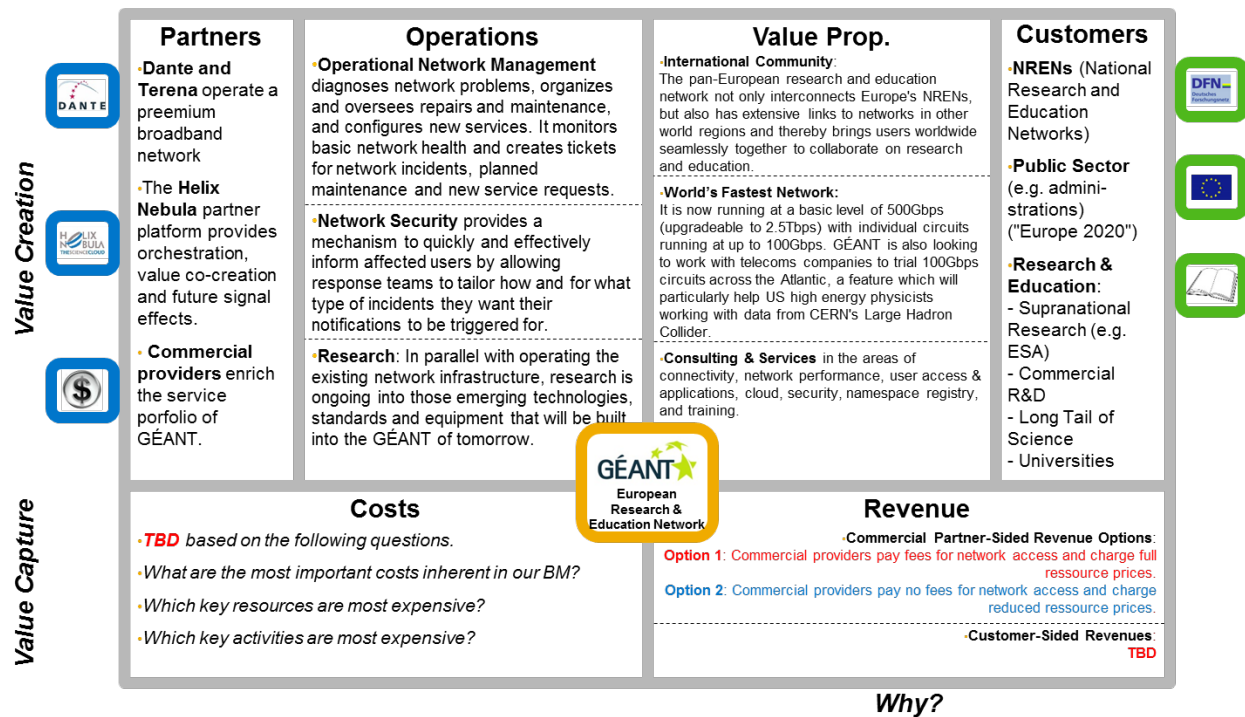 Partners
•Dante and
Terena operate a
preemium
broadband
network
•The Helix
Nebula partner
platform provides
orchestration,
value co-creation
and future signal
effects.
• Commercial
providers enrich
the service
porfolio of
GÉANT.
Operations
•Operational Network Management
diagnoses network problems, organizes
and oversees repairs and maintenance,
and configures new services. It monitors
basic network health and creates tickets
for network incidents, planned
maintenance and new service requests.
•Network Security provides a
mechanism to quickly and effectively
inform affected users by allowing
response teams to tailor how and for what
type of incidents they want their
notifications to be triggered for.
•Research: In parallel with operating the
existing network infrastructure, research is
ongoing into those emerging technologies,
standards and equipment that will be built
into the GÉANT of tomorrow.
Value Prop.
•International Community:
The pan-European research and education
network not only interconnects Europe's NRENs,
but also has extensive links to networks in other
world regions and thereby brings users worldwide
seamlessly together to collaborate on research
and education.
•World's Fastest Network:
It is now running at a basic level of 500Gbps
(upgradeable to 2.5Tbps) with individual circuits
running at up to 100Gbps. GÉANT is also looking
to work with telecoms companies to trial 100Gbps
circuits across the Atlantic, a feature which will
particularly help US high energy physicists
working with data from CERN's Large Hadron
Collider.
•Consulting & Services in the areas of
connectivity, network performance, user access &
applications, cloud, security, namespace registry,
and training.
Customers
•NRENs (National
Research and
Education
Networks)
•Public Sector
(e.g. admini-
strations)
("Europe 2020")
•Research &
Education:
- Supranational
Research (e.g.
ESA)
- Commercial
R&D
- Long Tail of
Science
- Universities
DANTE
HELIX
NEBULA
THE SCIENCE CLOUD
$
DFN
Deutsches
Forschungsnetz
Value Creation
GÉANT
European
Research &
Education Network
Value Capture
Costs
•TBD based on the following questions.
•What are the most important costs inherent in our BM?
•Which key resources are most expensive?
•Which key activities are most expensive?
Revenue
•Commercial Partner-Sided Revenue Options:
Option 1: Commercial providers pay fees for network access and charge full
ressource prices.
Option 2: Commercial providers pay no fees for network access and charge
reduced ressource prices.
•Customer-Sided Revenues:
TBD
Why?